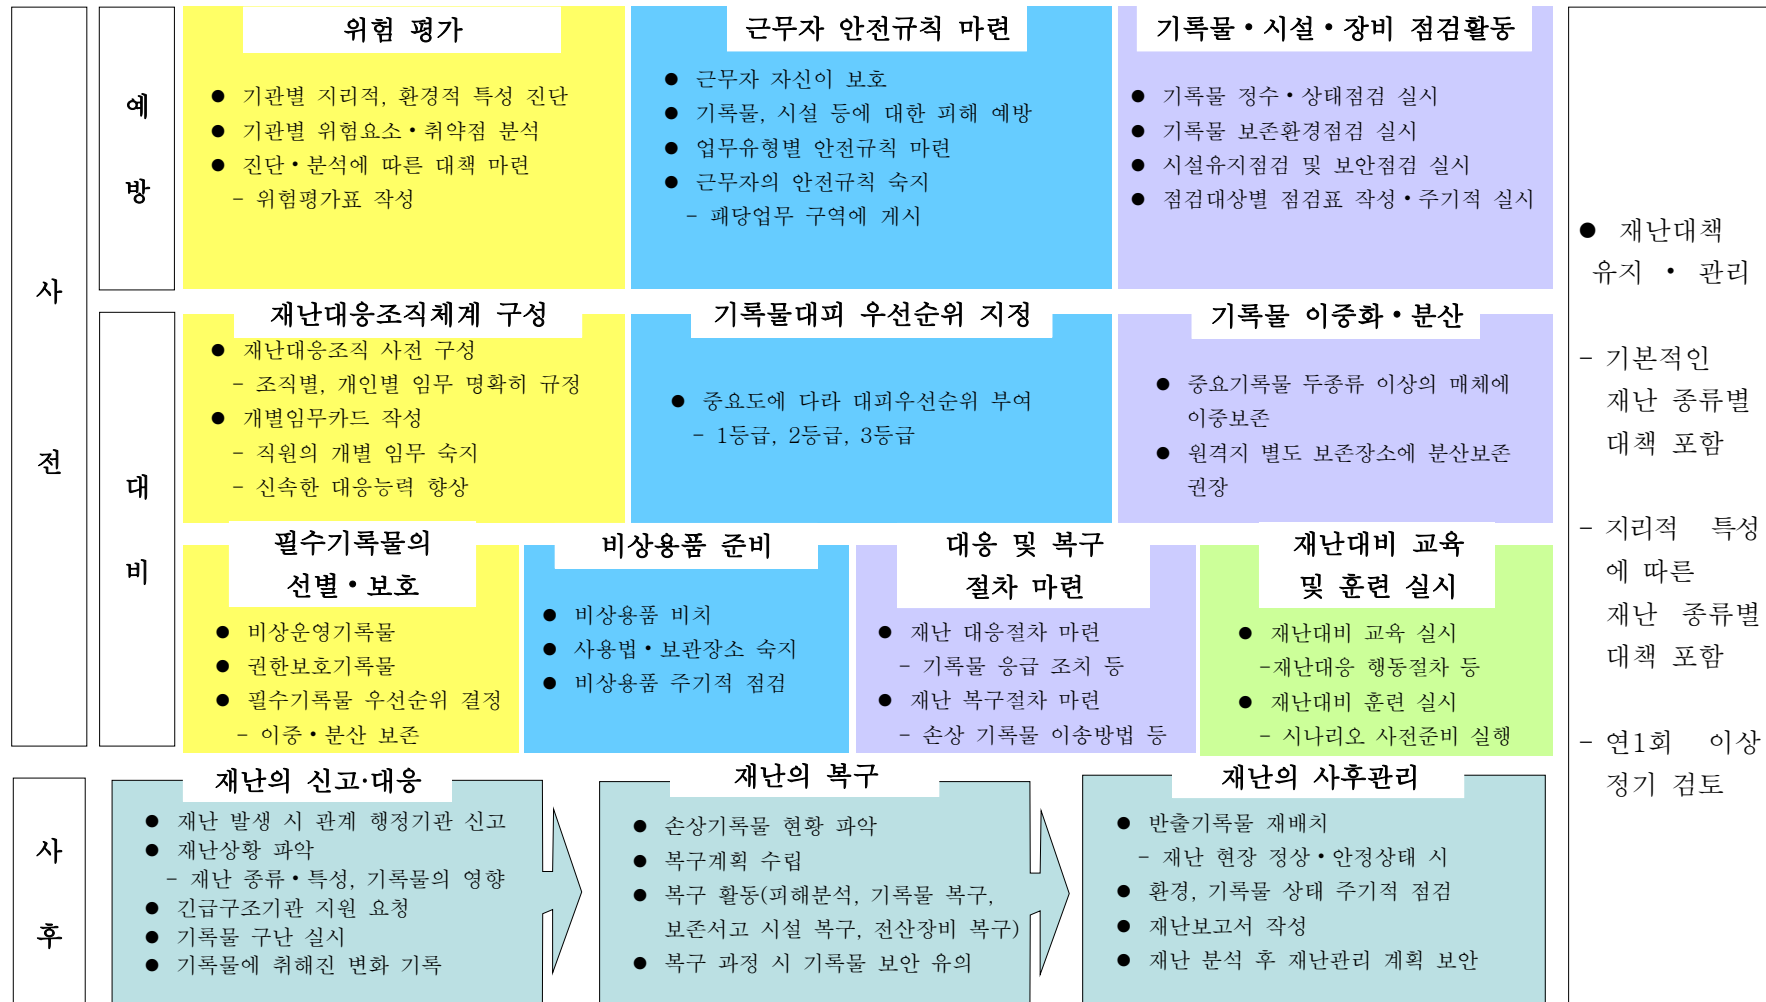 사
전
예
방
위험 평가
● 기관별 지리적, 환경적 특성 진단
● 기관별 위험요소・취약점 분석
● 진단・분석에 따른 대책 마련
- 위험평가표 작성
근무자 안전규칙 마련
● 근무자 자신이 보호
● 기록물, 시설 등에 대한 피해 예방
● 업무유형별 안전규칙 마련
● 근무자의 안전규칙 숙지
- 패당업무 구역에 게시
기록물・시설・장비 점검활동
● 기록물 정수・상태점검 실시
● 기록물 보존환경점검 실시
● 시설유지점검 및 보안점검 실시
● 점검대상별 점검표 작성・주기적 실시
대
비
재난대응조직체계 구성
● 재난대응조직 사전 구성
- 조직별, 개인별 임무 명확히 규정
● 개별임무카드 작성
- 직원의 개별 임무 숙지
- 신속한 대응능력 향상
기록물대피 우선순위 지정
● 중요도에 다라 대피우선순위 부여
- 1등급, 2등급, 3등급
기록물 이중화・분산
● 중요기록물 두종류 이상의 매체에
이중보존
● 원격지 별도 보존장소에 분산보존
권장
필수기록물의
선별・보호
● 비상운영기록물
● 권한보호기록물
● 필수기록물 우선순위 결정
- 이중・분산 보존
비상용품 준비
● 비상용품 비치
● 사용법・보관장소 숙지
● 비상용품 주기적 점검
대응 및 복구
절차 마련
● 재난 대응절차 마련
- 기록물 응급 조치 등
● 재난 복구절차 마련
- 손상 기록물 이송방법 등
재난대비 교육
및 훈련 실시
● 재난대비 교육 실시
-재난대응 행동절차 등
● 재난대비 훈련 실시
- 시나리오 사전준비 실행
사
후
재난의 신고·대응
● 재난 발생 시 관계 행정기관 신고
● 재난상황 파악
- 재난 종류・특성, 기록물의 영향
● 긴급구조기관 지원 요청
● 기록물 구난 실시
● 기록물에 취해진 변화 기록
재난의 복구
● 손상기록물 현황 파악
● 복구계획 수립
● 복구 활동(피해분석, 기록물 복구,
보존서고 시설 복구, 전산장비 복구)
● 복구 과정 시 기록물 보안 유의
재난의 사후관리
● 반출기록물 재배치
- 재난 현장 정상・안정상태 시
● 환경, 기록물 상태 주기적 점검
● 재난보고서 작성
● 재난 분석 후 재난관리 계획 보안
● 재난대책
유지 ・ 관리
- 기본적인
재난 종류별
대책 포함
- 지리적 특성
에 따른
재난 종류별
대책 포함
- 연1회 이상
정기 검토